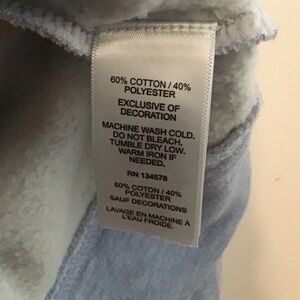 60% COTTON / 40%
POLYESTER
EXCLUSIVE OF
DECORATION
MACHINE WASH COLD.
DO NOT BLEACH.
TUMBLE DRY LOW.
WARM IRON IF
NEEDED.
RN 134578
60% COTON / 40%
POLYESTER
SAUF DECORATIONS
LAVAGE EN MACHINE À
L'EAU FROIDE.